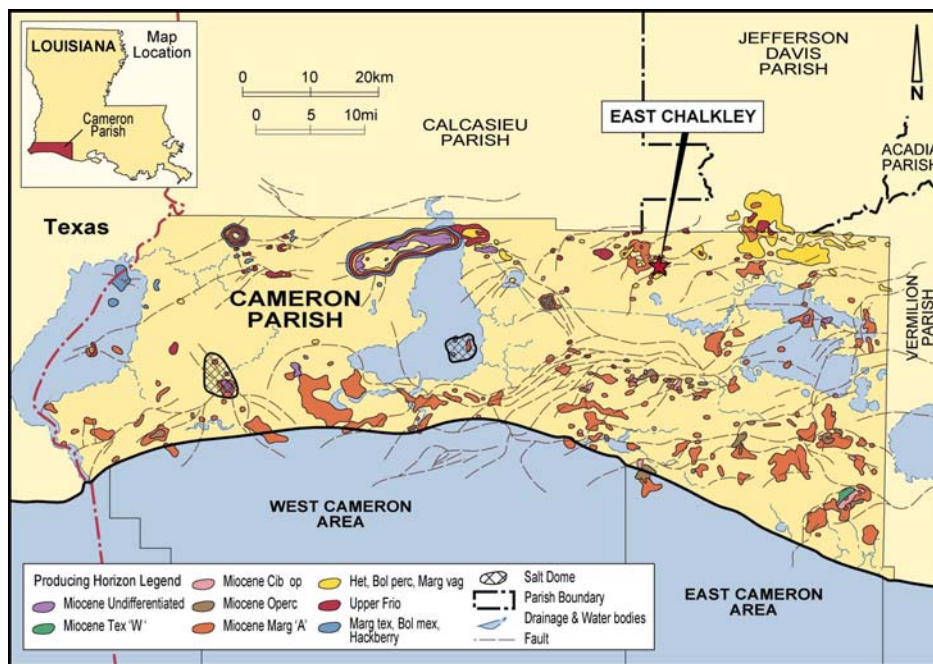 LOUISIANA
Map
Location
Cameron
Parish
0 10 20km
0 5 10mi
JEFFERSON
DAVIS
PARISH
N
EAST CHALKLEY
CALCASIEU
PARISH
ACADIA
PARISH
Texas
CAMERON
PARISH
VERMILION
PARISH
WEST CAMERON
AREA
EAST CAMERON
AREA
Producing Horizon Legend
Miocene Undifferentiated
Miocene Tex 'W'
Miocene Cib op
Miocene Operc
Miocene Marg 'A'
Het, Bol perc, Marg vag
Upper Frio
Marg tex, Bol mex,
Hackberry
Salt Dome
Parish Boundary
Drainage & Water bodies
Fault